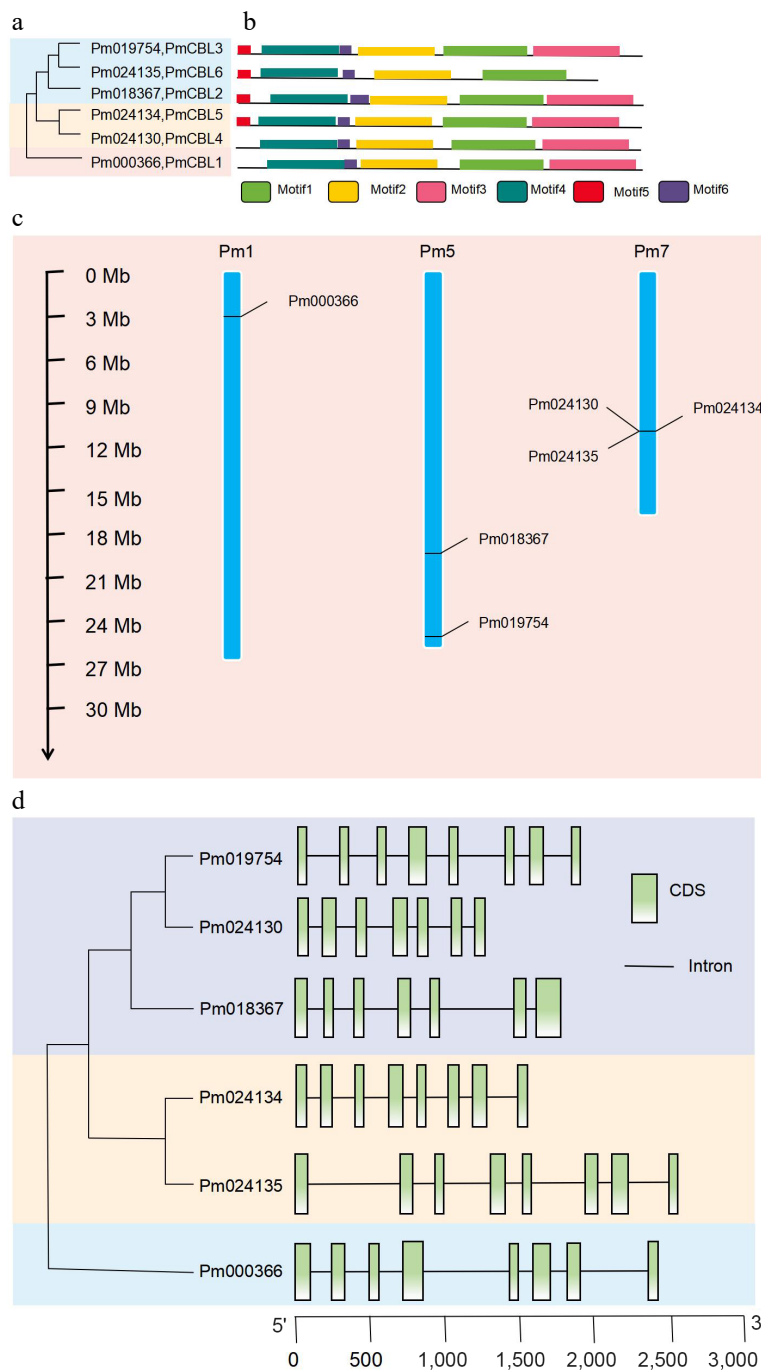 a
b
Pm019754,PmCBL3
Pm024135,PmCBL6
Pm018367,PmCBL2
Pm024134,PmCBL5
Pm024130,PmCBL4
Pm000366,PmCBL1
Motif1 Motif2 Motif3 Motif4 Motif5 Motif6
c
Pm1 Pm5 Pm7
0 Mb
3 Mb
6 Mb
9 Mb
12 Mb
15 Mb
18 Mb
21 Mb
24 Mb
27 Mb
30 Mb
Pm000366
Pm018367
Pm019754
Pm024130
Pm024134
Pm024135
d
Pm019754
Pm024130
Pm018367
Pm024134
Pm024135
Pm000366
CDS
Intron
5' 3
0 500 1,000 1,500 2,000 2,500 3,000